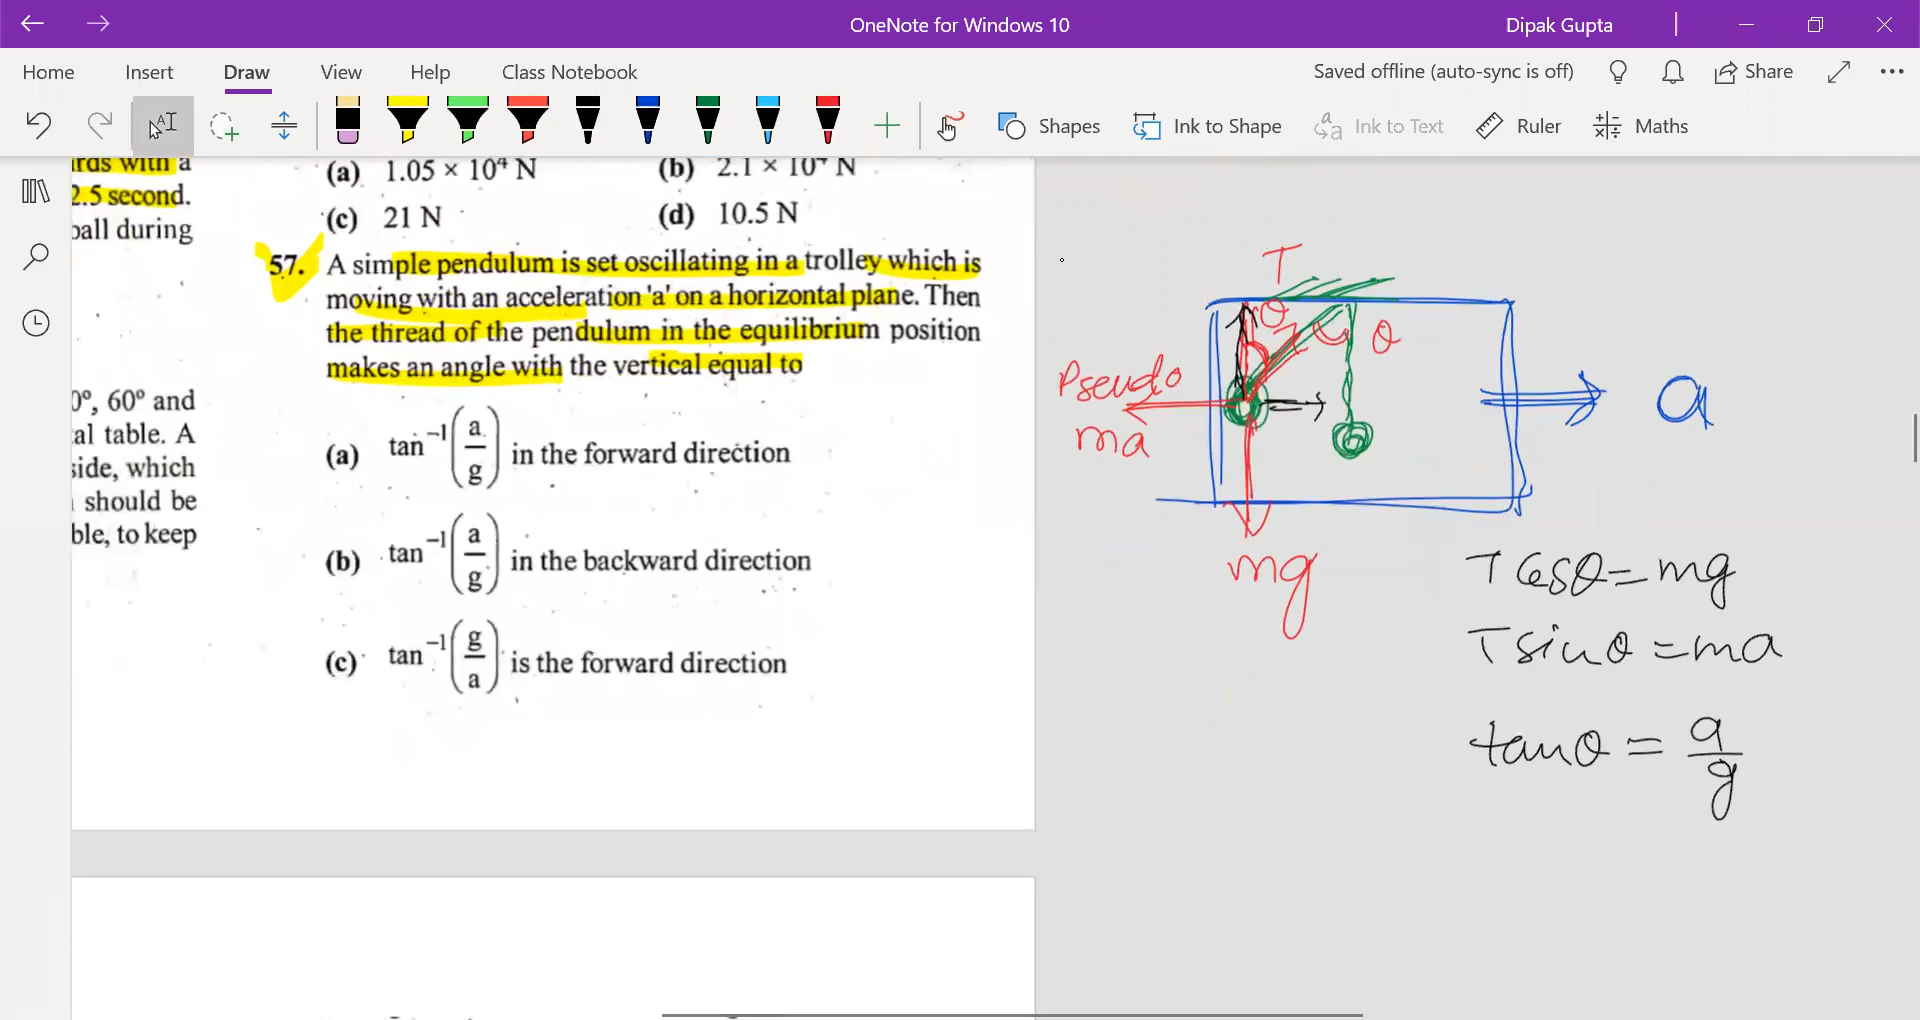 OneNote for Windows 10
Dipak Gupta
Home Insert Draw View Help Class Notebook
Saved offline (auto-sync is off) Share
Shapes Ink to Shape Ink to Text Ruler Maths
rds with a
2.5 second.
ball during
0°, 60° and
al table. A
side, which
should be
ble, to keep
(a) 1.05 × 10⁴ N (b) 2.1 × 10⁴ N
(c) 21 N (d) 10.5 N
57. A simple pendulum is set oscillating in a trolley which is
moving with an acceleration 'a' on a horizontal plane. Then
the thread of the pendulum in the equilibrium position
makes an angle with the vertical equal to
(a) tan⁻¹(a/g) in the forward direction
(b) tan⁻¹(a/g) in the backward direction
(c) tan⁻¹(g/a) is the forward direction
T
θ
θ
Pseudo
ma
a
mg
T Cosθ = mg
T sinθ = ma
tanθ = a/g